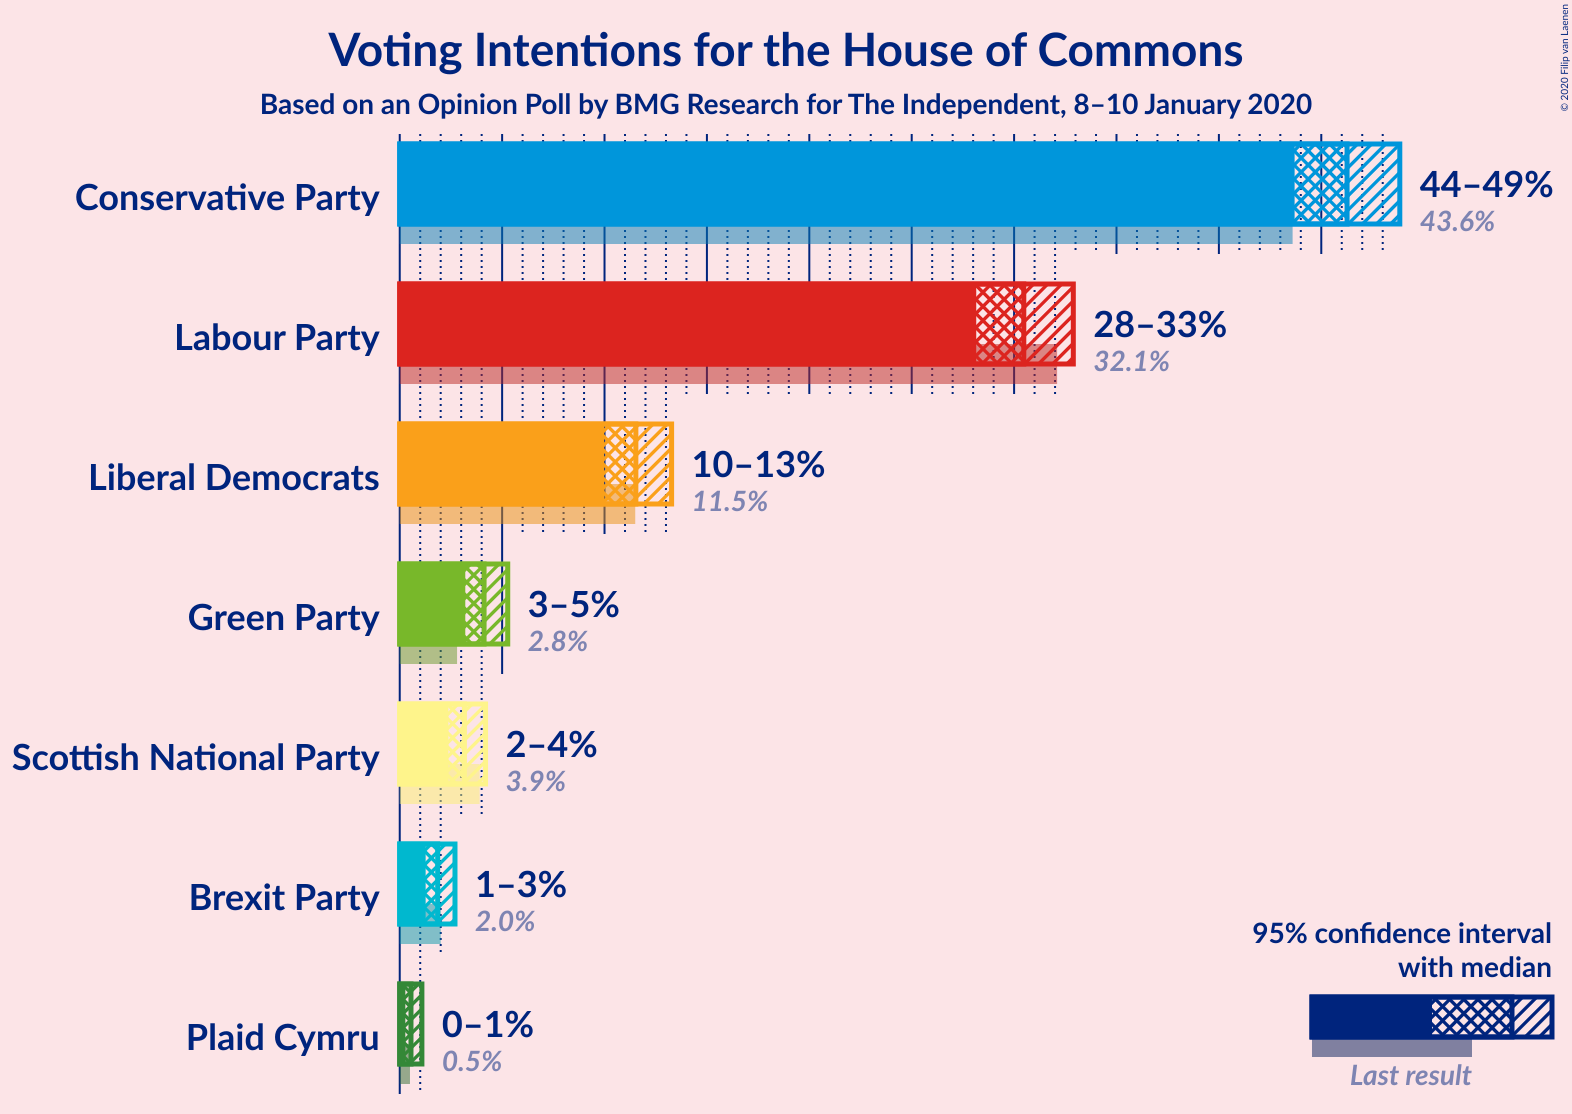 Voting Intentions for the House of Commons
Based on an Opinion Poll by BMG Research for The Independent, 8–10 January 2020
© 2020 Filip van Laenen
Conservative Party
44–49%
43.6%
Labour Party
28–33%
32.1%
Liberal Democrats
10–13%
11.5%
Green Party
3–5%
2.8%
Scottish National Party
2–4%
3.9%
Brexit Party
1–3%
2.0%
Plaid Cymru
0–1%
0.5%
95% confidence interval
with median
Last result